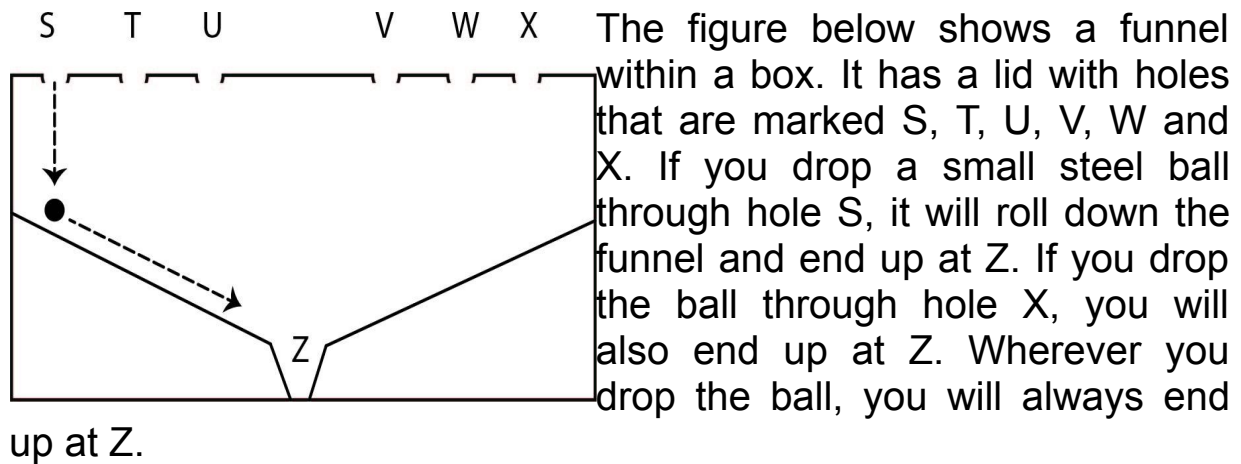 S T U V W X
The figure below shows a funnel
within a box. It has a lid with holes
that are marked S, T, U, V, W and
X. If you drop a small steel ball
through hole S, it will roll down the
funnel and end up at Z. If you drop
the ball through hole X, you will
also end up at Z. Wherever you
drop the ball, you will always end
up at Z.
Z